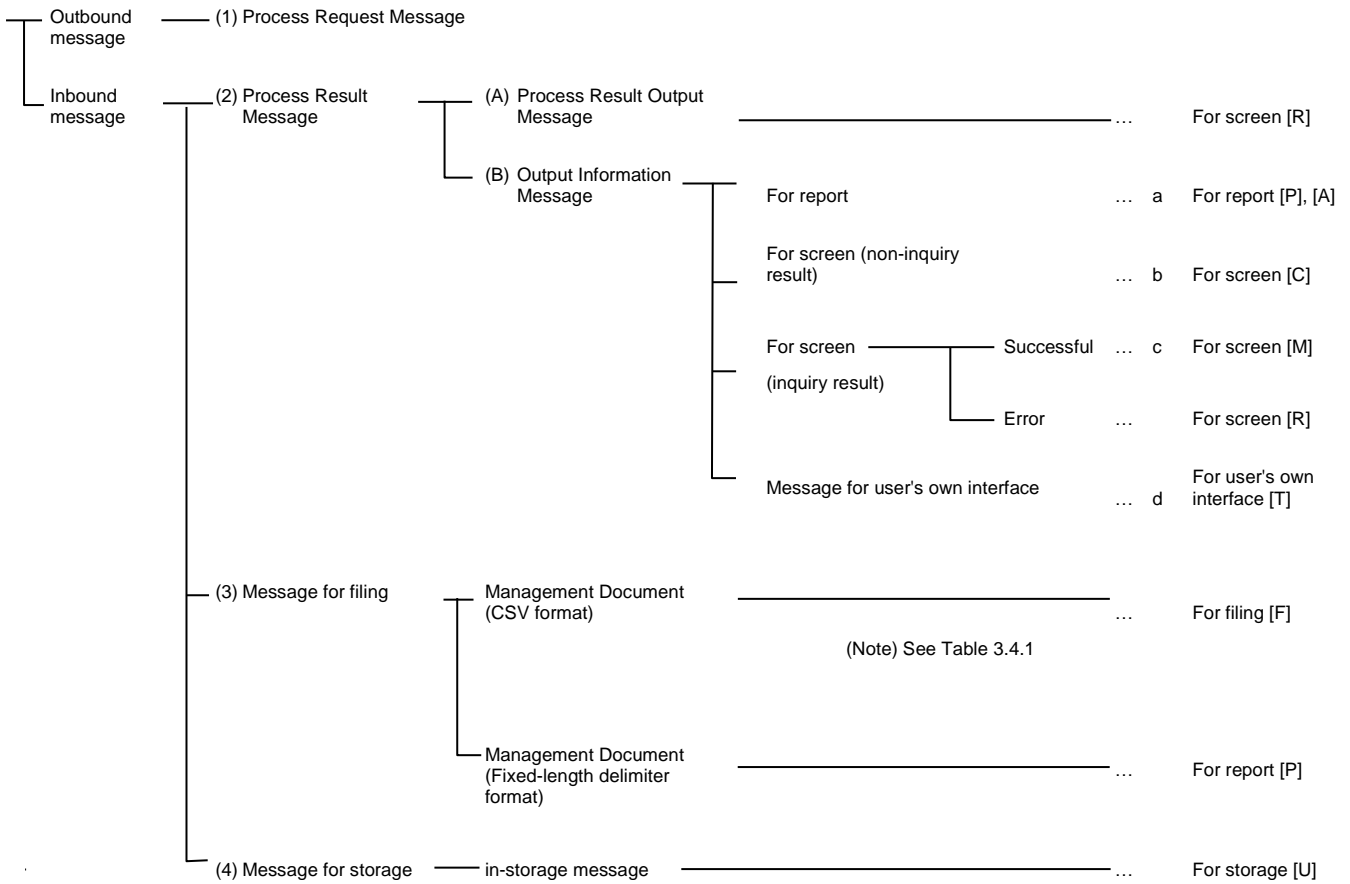 Outbound
message
(1) Process Request Message
Inbound
message
(2) Process Result
Message
(A) Process Result Output
Message
… For screen [R]
(B) Output Information
Message
For report … a For report [P], [A]
For screen (non-inquiry
result) … b For screen [C]
For screen
(inquiry result)
Successful … c For screen [M]
Error … For screen [R]
Message for user's own interface … d For user's own
interface [T]
(3) Message for filing
Management Document
(CSV format)
… For filing [F]
(Note) See Table 3.4.1
Management Document
(Fixed-length delimiter
format)
… For report [P]
(4) Message for storage in-storage message … For storage [U]